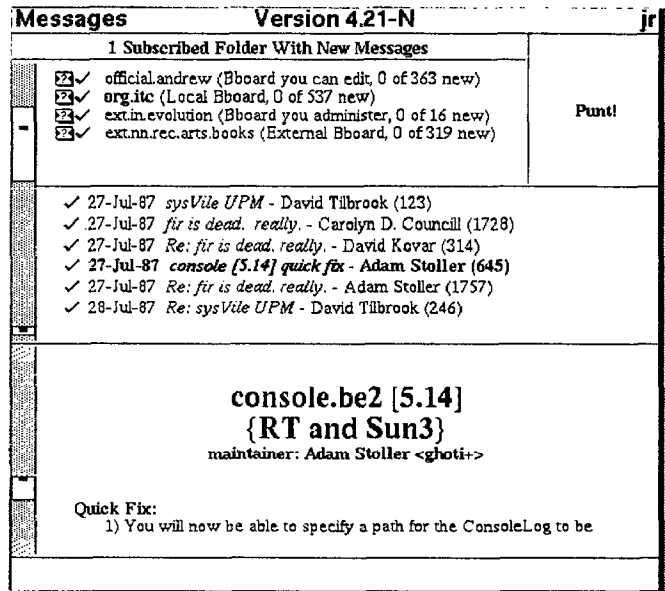 Messages Version 4.21-N jr
1 Subscribed Folder With New Messages
official.andrew (Bboard you can edit, 0 of 363 new)
org.itc (Local Bboard, 0 of 537 new)
ext.in.evolution (Bboard you administer, 0 of 16 new)
ext.nn.rec.arts.books (External Bboard, 0 of 319 new)
Punt!
✓ 27-Jul-87 sysVile UPM - David Tilbrook (123)
✓ 27-Jul-87 fir is dead. really. - Carolyn D. Councill (1728)
✓ 27-Jul-87 Re: fir is dead. really. - David Kovar (314)
✓ 27-Jul-87 console [5.14] quick fix - Adam Stoller (645)
✓ 27-Jul-87 Re: fir is dead. really. - Adam Stoller (1757)
✓ 28-Jul-87 Re: sysVile UPM - David Tilbrook (246)
console.be2 [5.14]
{RT and Sun3}
maintainer: Adam Stoller <ghoti+>
Quick Fix:
1) You will now be able to specify a path for the ConsoleLog to be